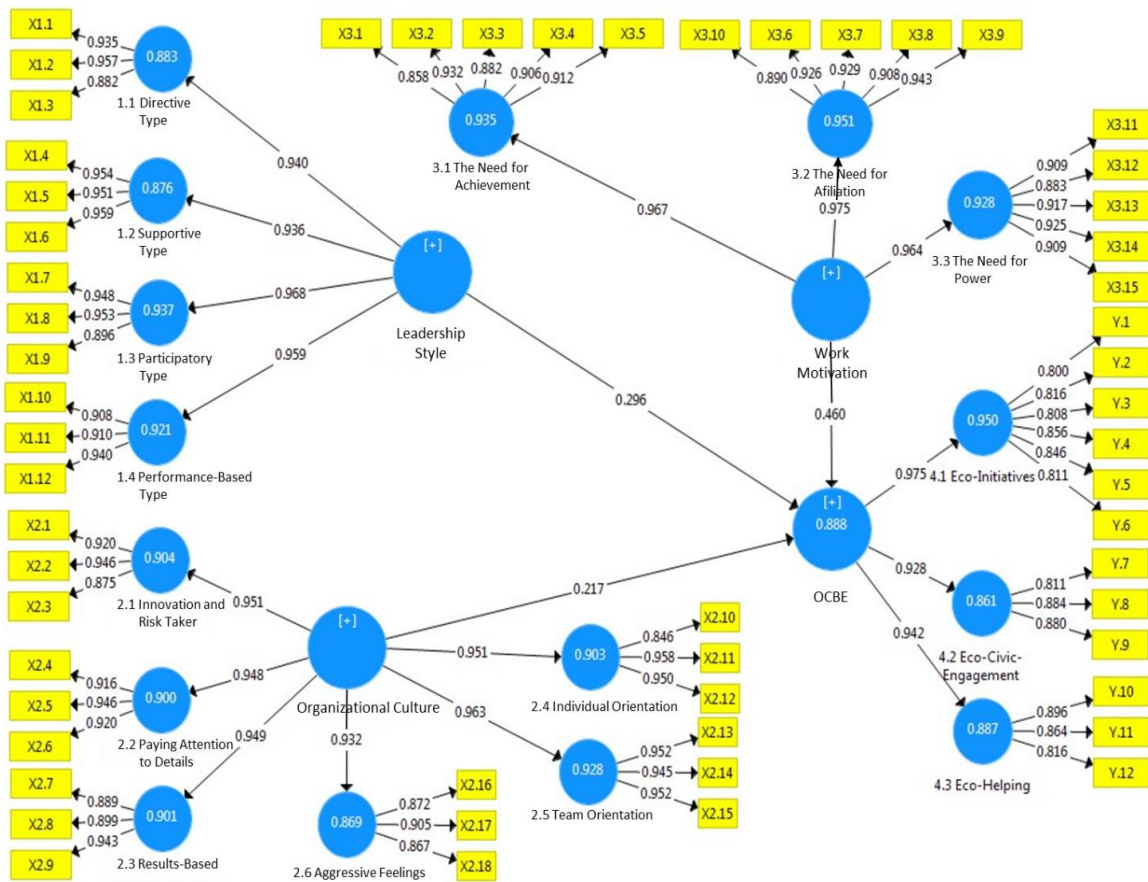 X1.1
0.935
X1.2
0.957
0.882
X1.3
0.883
1.1 Directive
Type
X1.4
0.954
X1.5
0.951
0.959
X1.6
0.876
1.2 Supportive
Type
X1.7
0.948
X1.8
0.953
0.896
X1.9
0.937
1.3 Participatory
Type
X1.10
0.908
X1.11
0.910
0.940
X1.12
0.921
1.4 Performance-Based
Type
0.940
0.936
0.968
0.959
[+]
Leadership
Style
0.296
X3.1
X3.2
X3.3
X3.4
X3.5
0.858
0.932
0.882
0.906
0.912
0.935
3.1 The Need for
Achievement
X3.10
X3.6
X3.7
X3.8
X3.9
0.890
0.926
0.929
0.908
0.943
0.951
3.2 The Need for
Afiliation
X3.11
X3.12
X3.13
X3.14
X3.15
0.909
0.883
0.917
0.925
0.909
0.928
3.3 The Need for
Power
0.967
0.975
0.964
[+]
Work
Motivation
0.460
Y.1
Y.2
Y.3
Y.4
Y.5
Y.6
0.800
0.816
0.808
0.856
0.846
0.811
0.950
4.1 Eco-Initiatives
0.975
[+]
0.888
OCBE
0.928
0.942
Y.7
Y.8
Y.9
0.811
0.884
0.880
0.861
4.2 Eco-Civic-
Engagement
Y.10
Y.11
Y.12
0.896
0.864
0.816
0.887
4.3 Eco-Helping
X2.1
0.920
X2.2
0.946
0.875
X2.3
0.904
2.1 Innovation and
Risk Taker
X2.4
0.916
X2.5
0.946
0.920
X2.6
0.900
2.2 Paying Attention
to Details
X2.7
0.889
X2.8
0.899
0.943
X2.9
0.901
2.3 Results-Based
0.951
0.948
0.949
0.932
0.951
0.963
0.217
[+]
Organizational Culture
X2.10
X2.11
X2.12
0.846
0.958
0.950
0.903
2.4 Individual Orientation
X2.13
X2.14
X2.15
0.952
0.945
0.952
0.928
2.5 Team Orientation
X2.16
X2.17
X2.18
0.872
0.905
0.867
0.869
2.6 Aggressive Feelings